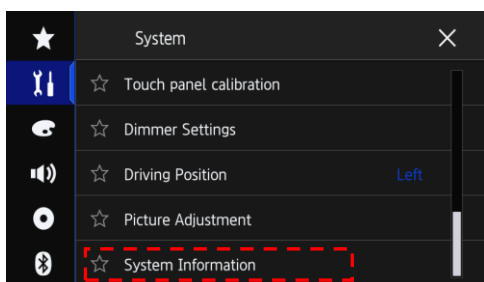 System
Touch panel calibration
Dimmer Settings
Driving Position Left
Picture Adjustment
System Information